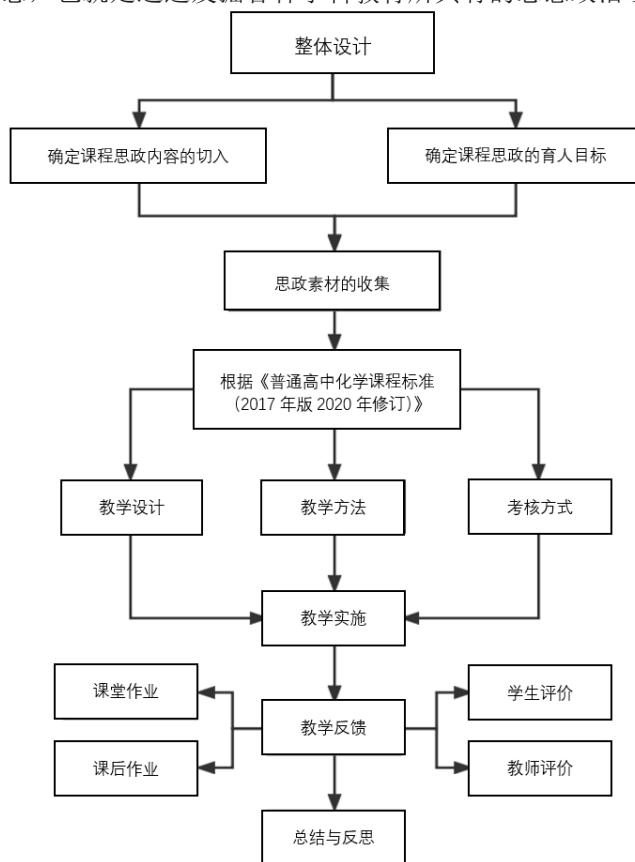 整体设计
确定课程思政内容的切入
确定课程思政的育人目标
思政素材的收集
根据《普通高中化学课程标准
（2017 年版 2020 年修订）》
教学设计
教学方法
考核方式
教学实施
课堂作业
学生评价
教学反馈
课后作业
教师评价
总结与反思